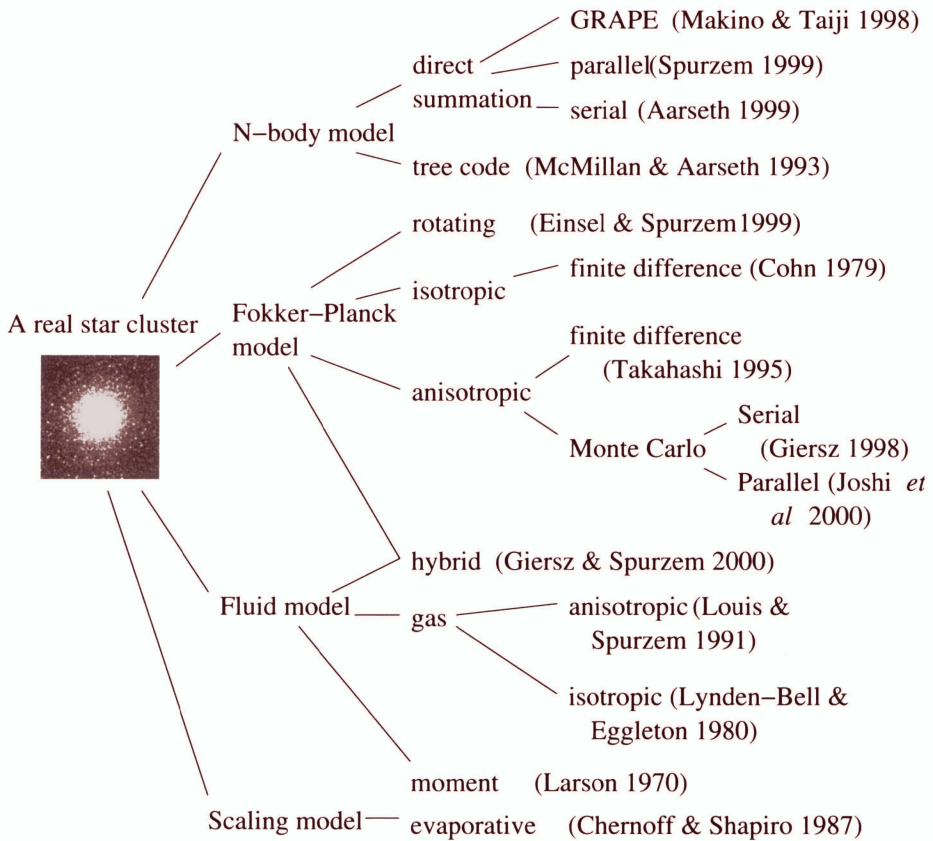 GRAPE (Makino & Taiji 1998)
direct
summation
parallel(Spurzem 1999)
serial (Aarseth 1999)
N−body model
tree code (McMillan & Aarseth 1993)
rotating (Einsel & Spurzem1999)
isotropic
finite difference (Cohn 1979)
A real star cluster
Fokker−Planck
model
finite difference
(Takahashi 1995)
anisotropic
Monte Carlo
Serial
(Giersz 1998)
Parallel (Joshi et
al 2000)
hybrid (Giersz & Spurzem 2000)
Fluid model
gas
anisotropic (Louis &
Spurzem 1991)
isotropic (Lynden−Bell &
Eggleton 1980)
moment (Larson 1970)
Scaling model
evaporative (Chernoff & Shapiro 1987)